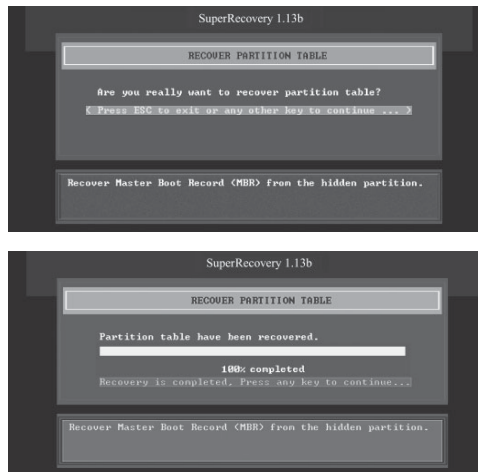 SuperRecovery 1.13b
RECOVER PARTITION TABLE
Are you really want to recover partition table?
< Press ESC to exit or any other key to continue ... >
Recover Master Boot Record <MBR> from the hidden partition.
SuperRecovery 1.13b
RECOVER PARTITION TABLE
Partition table have been recovered.
100% completed
Recovery is completed. Press any key to continue...
Recover Master Boot Record <MBR> from the hidden partition.